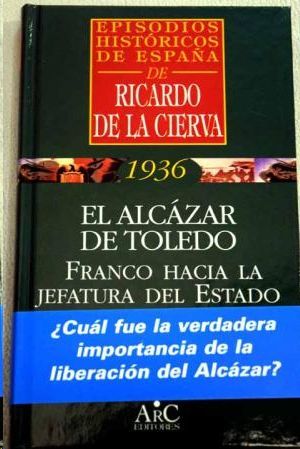 EPISODIOS
HISTÓRICOS
DE ESPAÑA
DE
RICARDO
DE LA CIERVA
1936
EL ALCÁZAR
DE TOLEDO
FRANCO HACIA LA
JEFATURA DEL ESTADO
¿Cuál fue la verdadera
importancia de la
liberación del Alcázar?
ARC
EDITORES